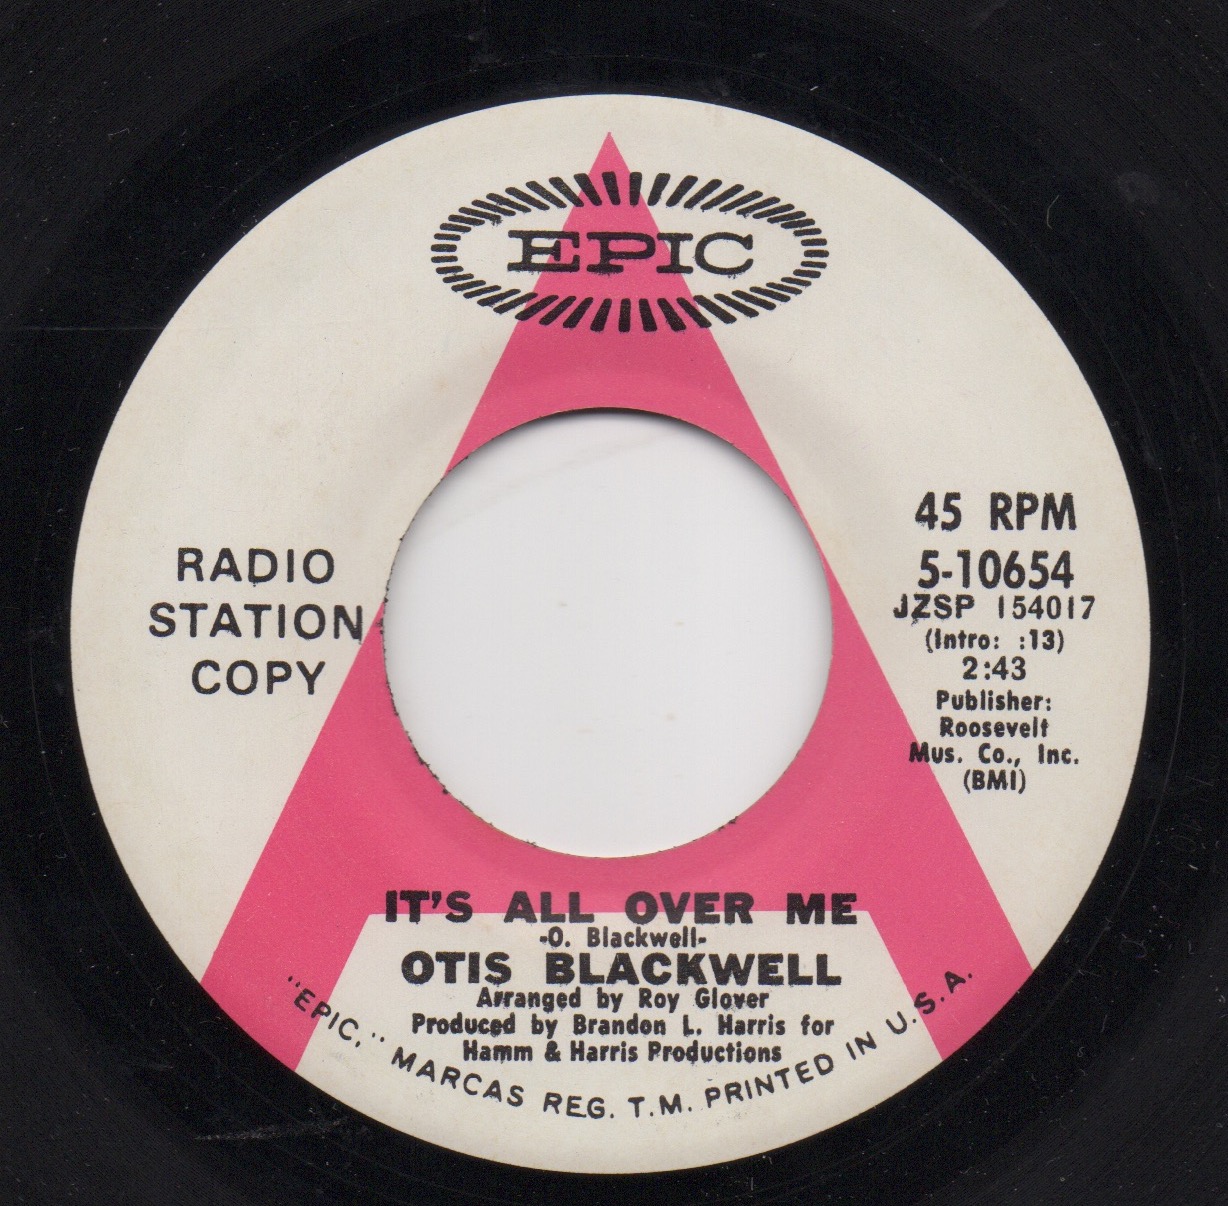 EPIC
RADIO
STATION
COPY
45 RPM
5-10654
JZSP 154017
(Intro: :13)
2:43
Publisher:
Roosevelt
Mus. Co., Inc.
(BMI)
IT'S ALL OVER ME
-O. Blackwell-
OTIS BLACKWELL
Arranged by Roy Glover
Produced by Brandon L. Harris for
Hamm & Harris Productions
"EPIC," MARCAS REG. T.M. PRINTED IN U.S.A.